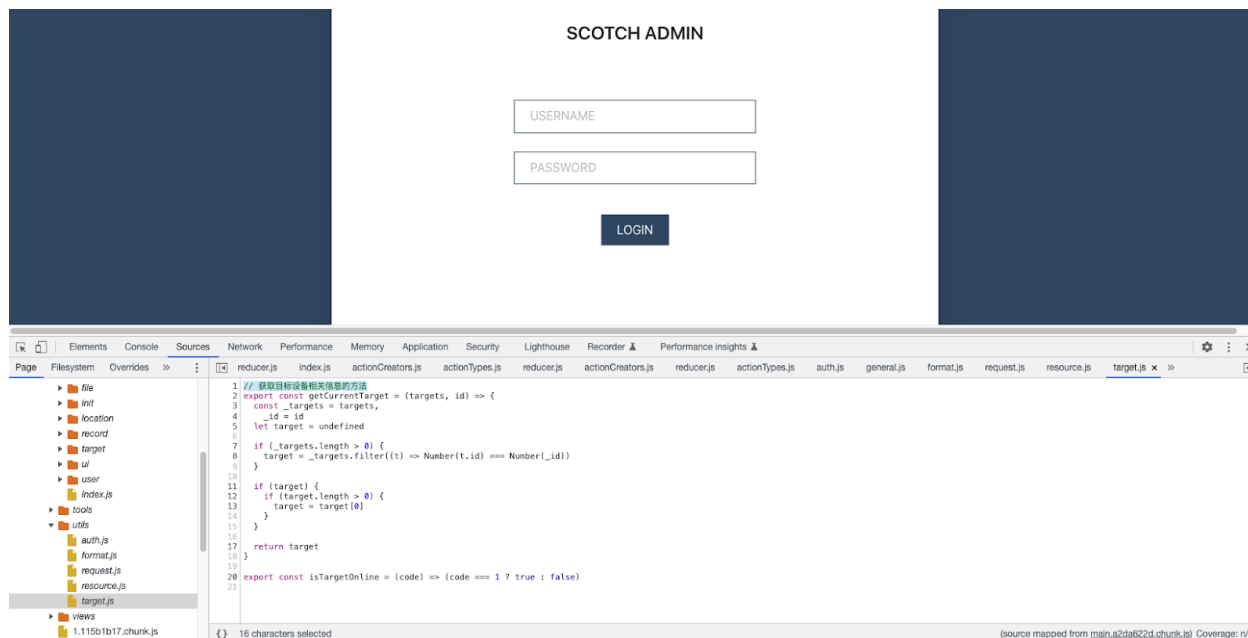 SCOTCH ADMIN
USERNAME
PASSWORD
LOGIN
Elements Console Sources Network Performance Memory Application Security Lighthouse Recorder Performance insights
Page Filesystem Overrides » reducer.js index.js actionCreators.js actionTypes.js reducer.js actionCreators.js reducer.js actionTypes.js auth.js general.js format.js request.js resource.js target.js × »
file
init
location
record
target
ui
user
index.js
tools
utils
auth.js
format.js
request.js
resource.js
target.js
views
1.115b1b17.chunk.js
1 // 获取目标设备相关信息的方法
2 export const getCurrentTarget = (targets, id) => {
3 const _targets = targets,
4 _id = id
5 let target = undefined
6
7 if (_targets.length > 0) {
8 target = _targets.filter((t) => Number(t.id) === Number(_id))
9 }
10
11 if (target) {
12 if (target.length > 0) {
13 target = target[0]
14 }
15 }
16
17 return target
18 }
19
20 export const isTargetOnline = (code) => (code === 1 ? true : false)
21
{} 16 characters selected (source mapped from main.a2da622d.chunk.js) Coverage: